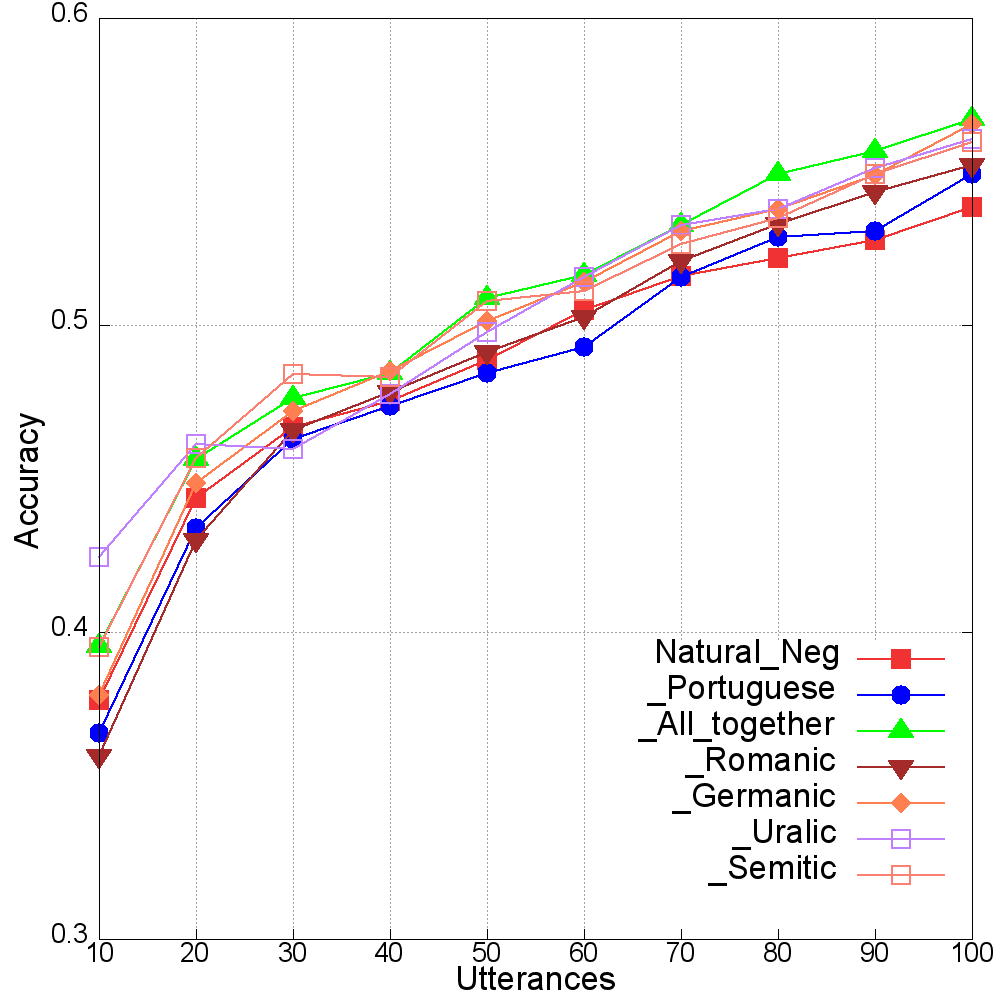 0.6
0.5
0.4
0.3
Accuracy
10 20 30 40 50 60 70 80 90 100
Utterances
Natural_Neg
_Portuguese
_All_together
_Romanic
_Germanic
_Uralic
_Semitic